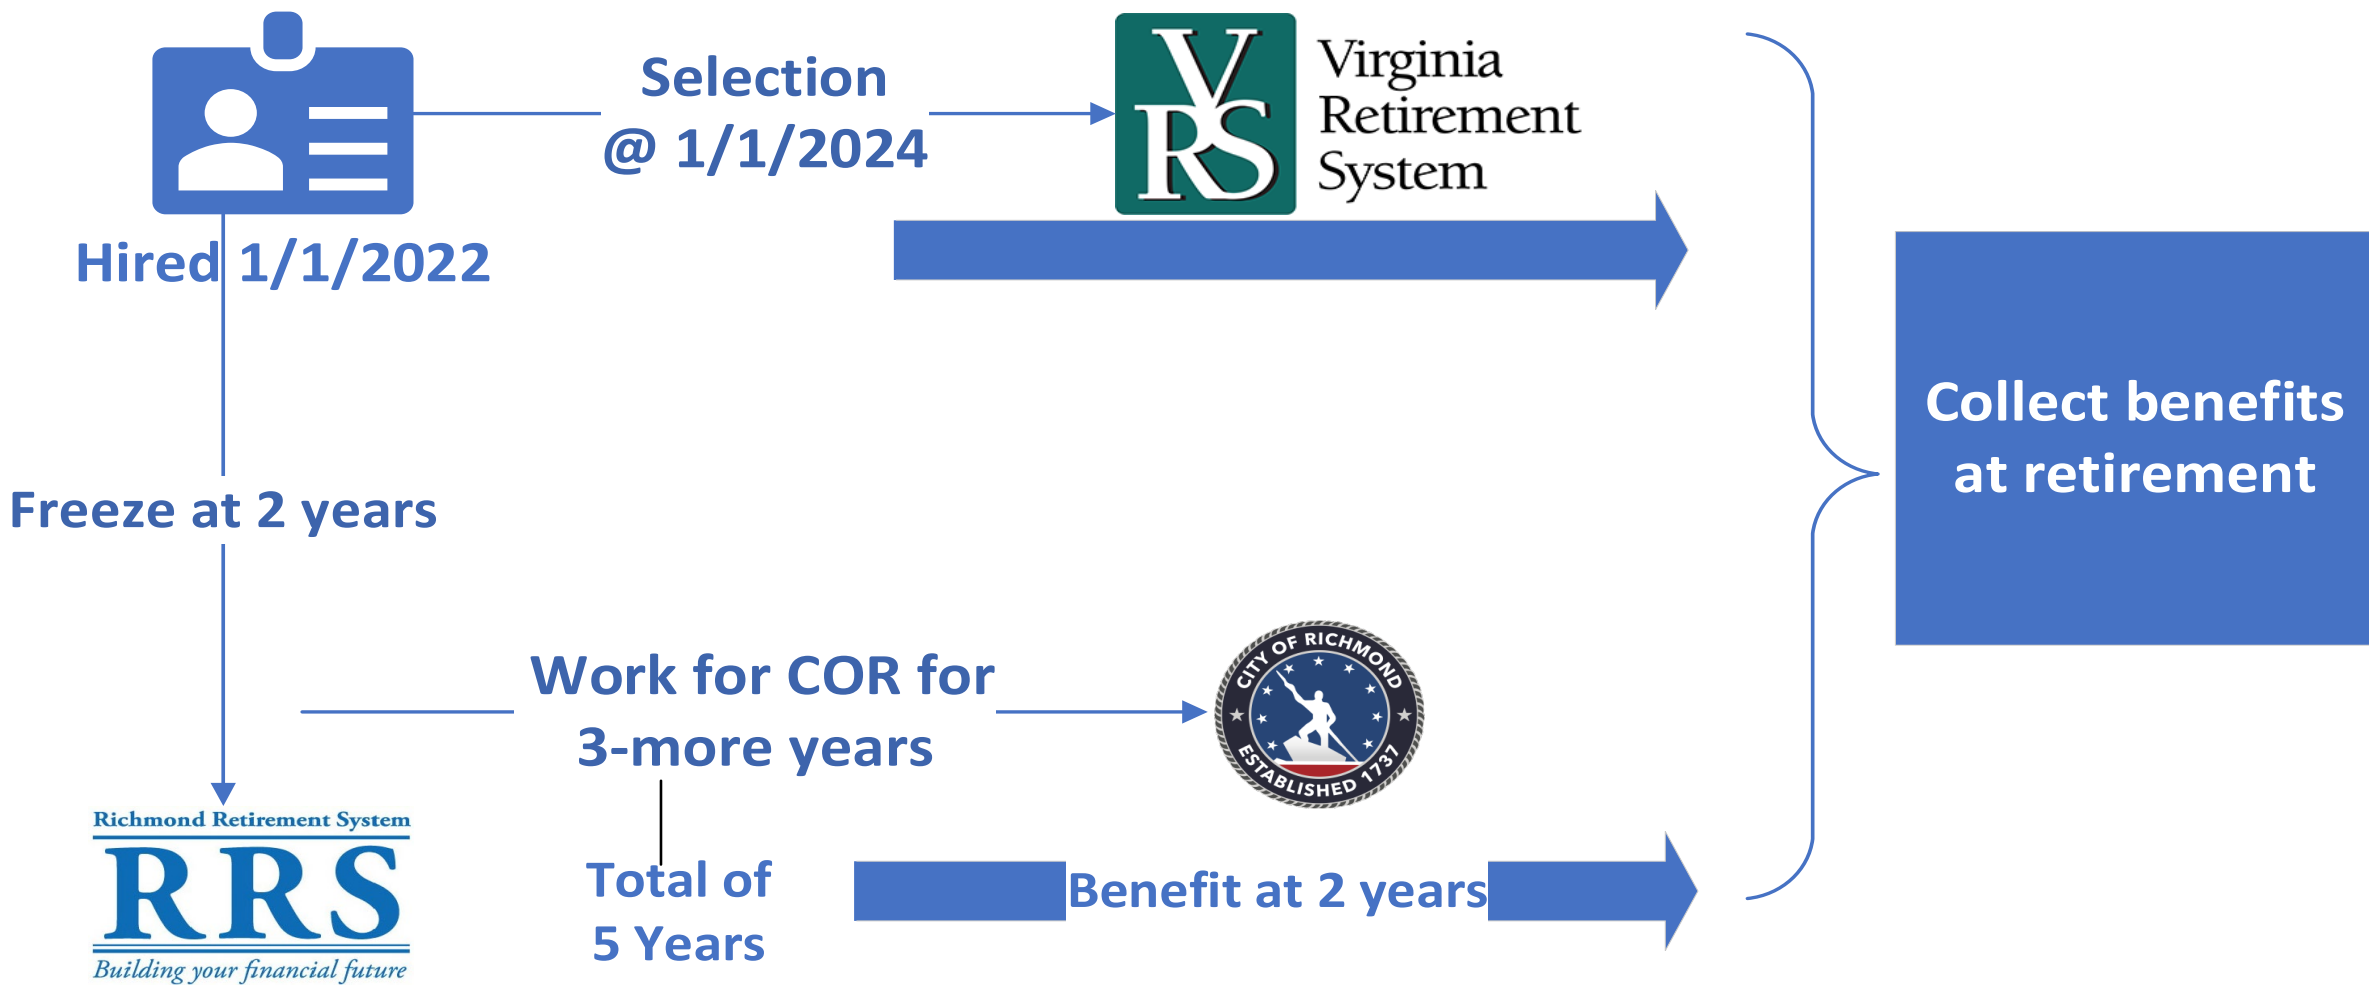 Selection
@ 1/1/2024
VRS
Virginia
Retirement
System
Hired 1/1/2022
Collect benefits
at retirement
Freeze at 2 years
Work for COR for
3-more years
CITY OF RICHMOND
ESTABLISHED 1737
Richmond Retirement System
RRS
Building your financial future
Total of
5 Years
Benefit at 2 years